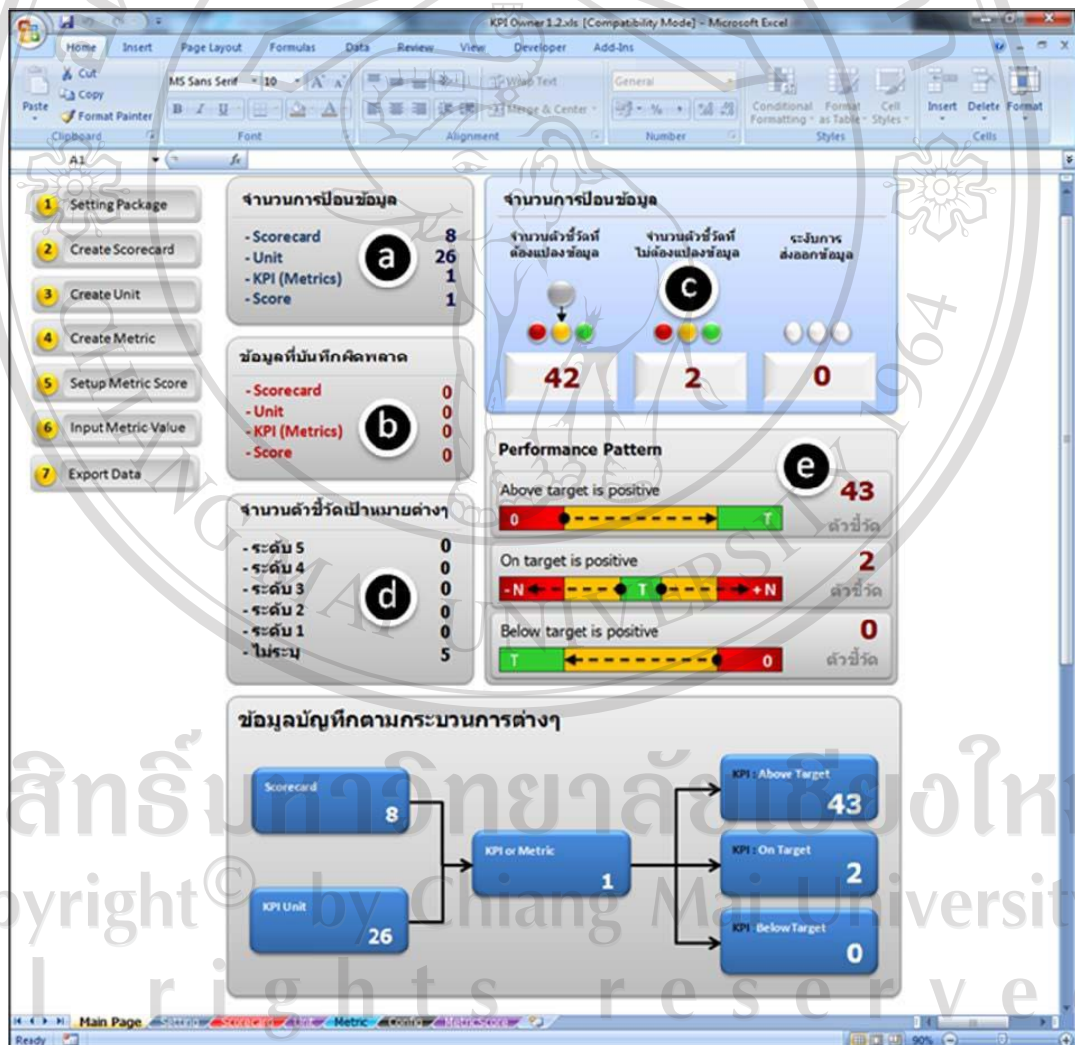 KPI Owner 1.2.xls [Compatibility Mode] - Microsoft Excel
Home Insert Page Layout Formulas Data Review View Developer Add-Ins
Paste
Cut
Copy
Format Painter
Clipboard
MS Sans Serif 10
B I U
Font
Wrap Text
Merge & Center
Alignment
General
Number
Conditional Formatting
Format as Table
Cell Styles
Styles
Insert Delete Format
Cells
A1
fx
1 Setting Package
2 Create Scorecard
3 Create Unit
4 Create Metric
5 Setup Metric Score
6 Input Metric Value
7 Export Data
จำนวนการป้อนข้อมูล
- Scorecard 8
- Unit 26
- KPI (Metrics) 1
- Score 1
a
ข้อมูลที่บันทึกผิดพลาด
- Scorecard 0
- Unit 0
- KPI (Metrics) 0
- Score 0
b
จำนวนตัวชี้วัดเป้าหมายต่างๆ
- ระดับ 5 0
- ระดับ 4 0
- ระดับ 3 0
- ระดับ 2 0
- ระดับ 1 0
- ไม่ระบุ 5
d
จำนวนการป้อนข้อมูล
จำนวนตัวชี้วัดที่
ต้องแปลงข้อมูล
42
จำนวนตัวชี้วัดที่
ไม่ต้องแปลงข้อมูล
c
2
ระงับการ
ส่งออกข้อมูล
0
Performance Pattern
e
Above target is positive
0 T
43
ตัวชี้วัด
On target is positive
-N T +N
2
ตัวชี้วัด
Below target is positive
T 0
0
ตัวชี้วัด
ข้อมูลบัญทึกตามกระบวนการต่างๆ
Scorecard
8
KPI Unit
26
KPI or Metric
1
KPI : Above Target
43
KPI : On Target
2
KPI : Below Target
0
Main Page Setting Scorecard Unit Metric Config MetricScore
Ready 90%
CHIANG MAI UNIVERSITY 1964
สิทธิ์มหาวิทยาลัยเชียงให
pyright© by Chiang Mai Universit
l rights reserve